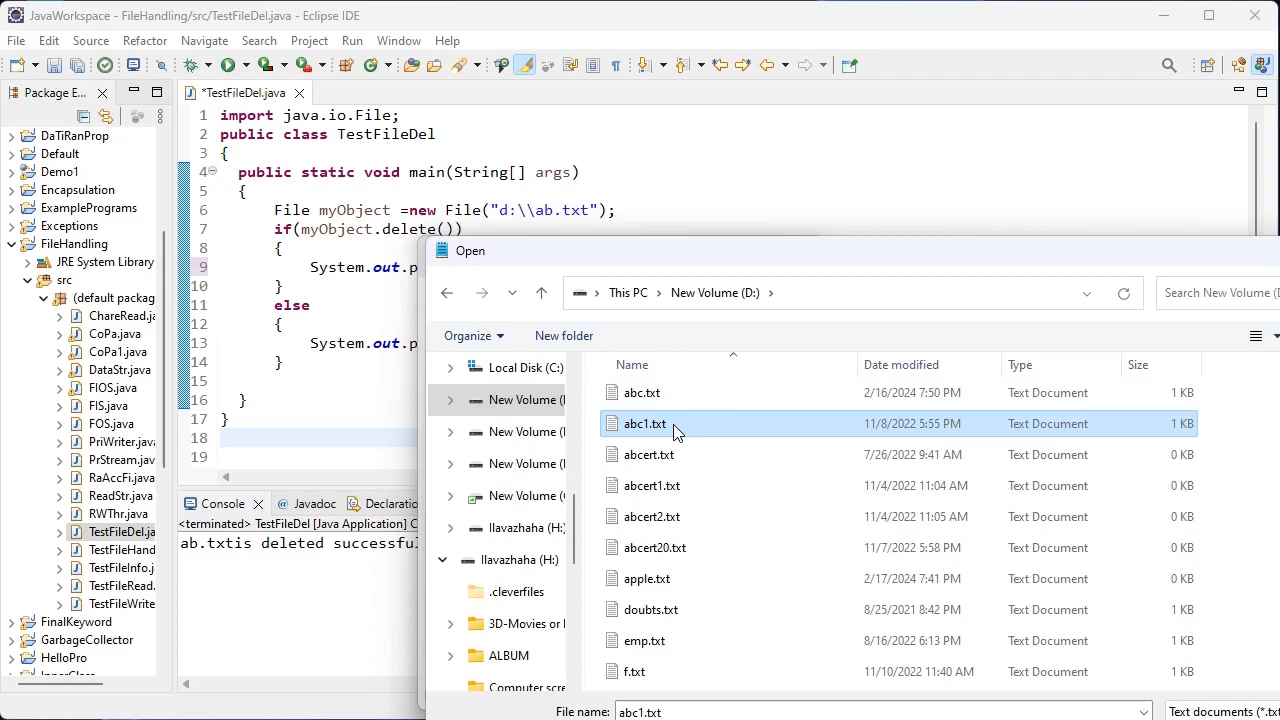 JavaWorkspace - FileHandling/src/TestFileDel.java - Eclipse IDE
File Edit Source Refactor Navigate Search Project Run Window Help
Package E...
DaTiRanProp
Default
Demo1
Encapsulation
ExamplePrograms
Exceptions
FileHandling
JRE System Library
src
(default packag
ChareRead.ja
CoPa.java
CoPa1.java
DataStr.java
FIOS.java
FIS.java
FOS.java
PriWriter.java
PrStream.java
RaAccFi.java
ReadStr.java
RWThr.java
TestFileDel.ja
TestFileHand
TestFileInfo.j
TestFileRead.
TestFileWrite
FinalKeyword
GarbageCollector
HelloPro
*TestFileDel.java
1 import java.io.File;
2 public class TestFileDel
3 {
4 public static void main(String[] args)
5 {
6 File myObject =new File("d:\\ab.txt");
7 if(myObject.delete())
8 {
9 System.out.p
10 }
11 else
12 {
13 System.out.p
14 }
15
16 }
17 }
18
19
Console Javadoc Declaratio
<terminated> TestFileDel [Java Application] C
ab.txtis deleted successful
Open
This PC New Volume (D:)
Search New Volume (D
Organize New folder
Local Disk (C:)
New Volume (
New Volume (
New Volume (
New Volume (
Ilavazhaha (H:)
Ilavazhaha (H:)
.cleverfiles
3D-Movies or
ALBUM
Computer scre
Name Date modified Type Size
abc.txt 2/16/2024 7:50 PM Text Document 1 KB
abc1.txt 11/8/2022 5:55 PM Text Document 1 KB
abcert.txt 7/26/2022 9:41 AM Text Document 0 KB
abcert1.txt 11/4/2022 11:04 AM Text Document 0 KB
abcert2.txt 11/4/2022 11:05 AM Text Document 0 KB
abcert20.txt 11/7/2022 5:58 PM Text Document 0 KB
apple.txt 2/17/2024 7:41 PM Text Document 0 KB
doubts.txt 8/25/2021 8:42 PM Text Document 1 KB
emp.txt 8/16/2022 6:13 PM Text Document 1 KB
f.txt 11/10/2022 11:40 AM Text Document 1 KB
File name: abc1.txt Text documents (*.txt